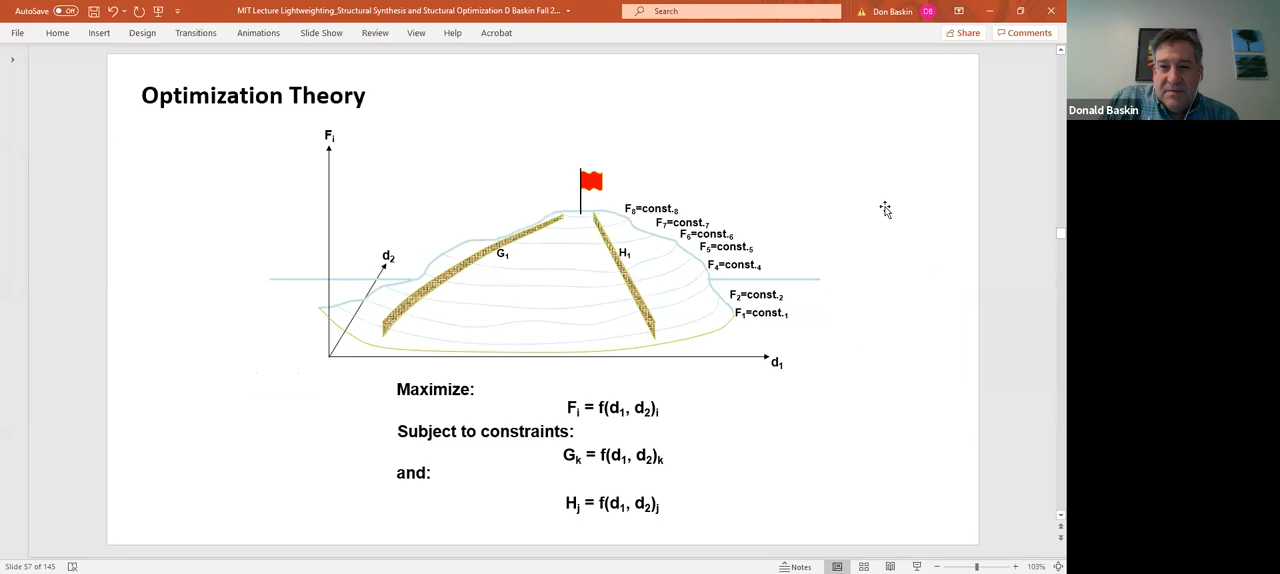 AutoSave Off
MIT Lecture Lightweighting_Structural Synthesis and Stuctural Optimization D Baskin Fall 2...
Search
Don Baskin DB
File Home Insert Design Transitions Animations Slide Show Review View Help Acrobat
Share Comments
Donald Baskin
Optimization Theory
Fi
F8=const.8
F7=const.7
F6=const.6
F5=const.5
F4=const.4
F2=const.2
F1=const.1
G1
H1
d2
d1
Maximize:
Fi = f(d1, d2)i
Subject to constraints:
Gk = f(d1, d2)k
and:
Hj = f(d1, d2)j
Slide 57 of 145
Notes
103%